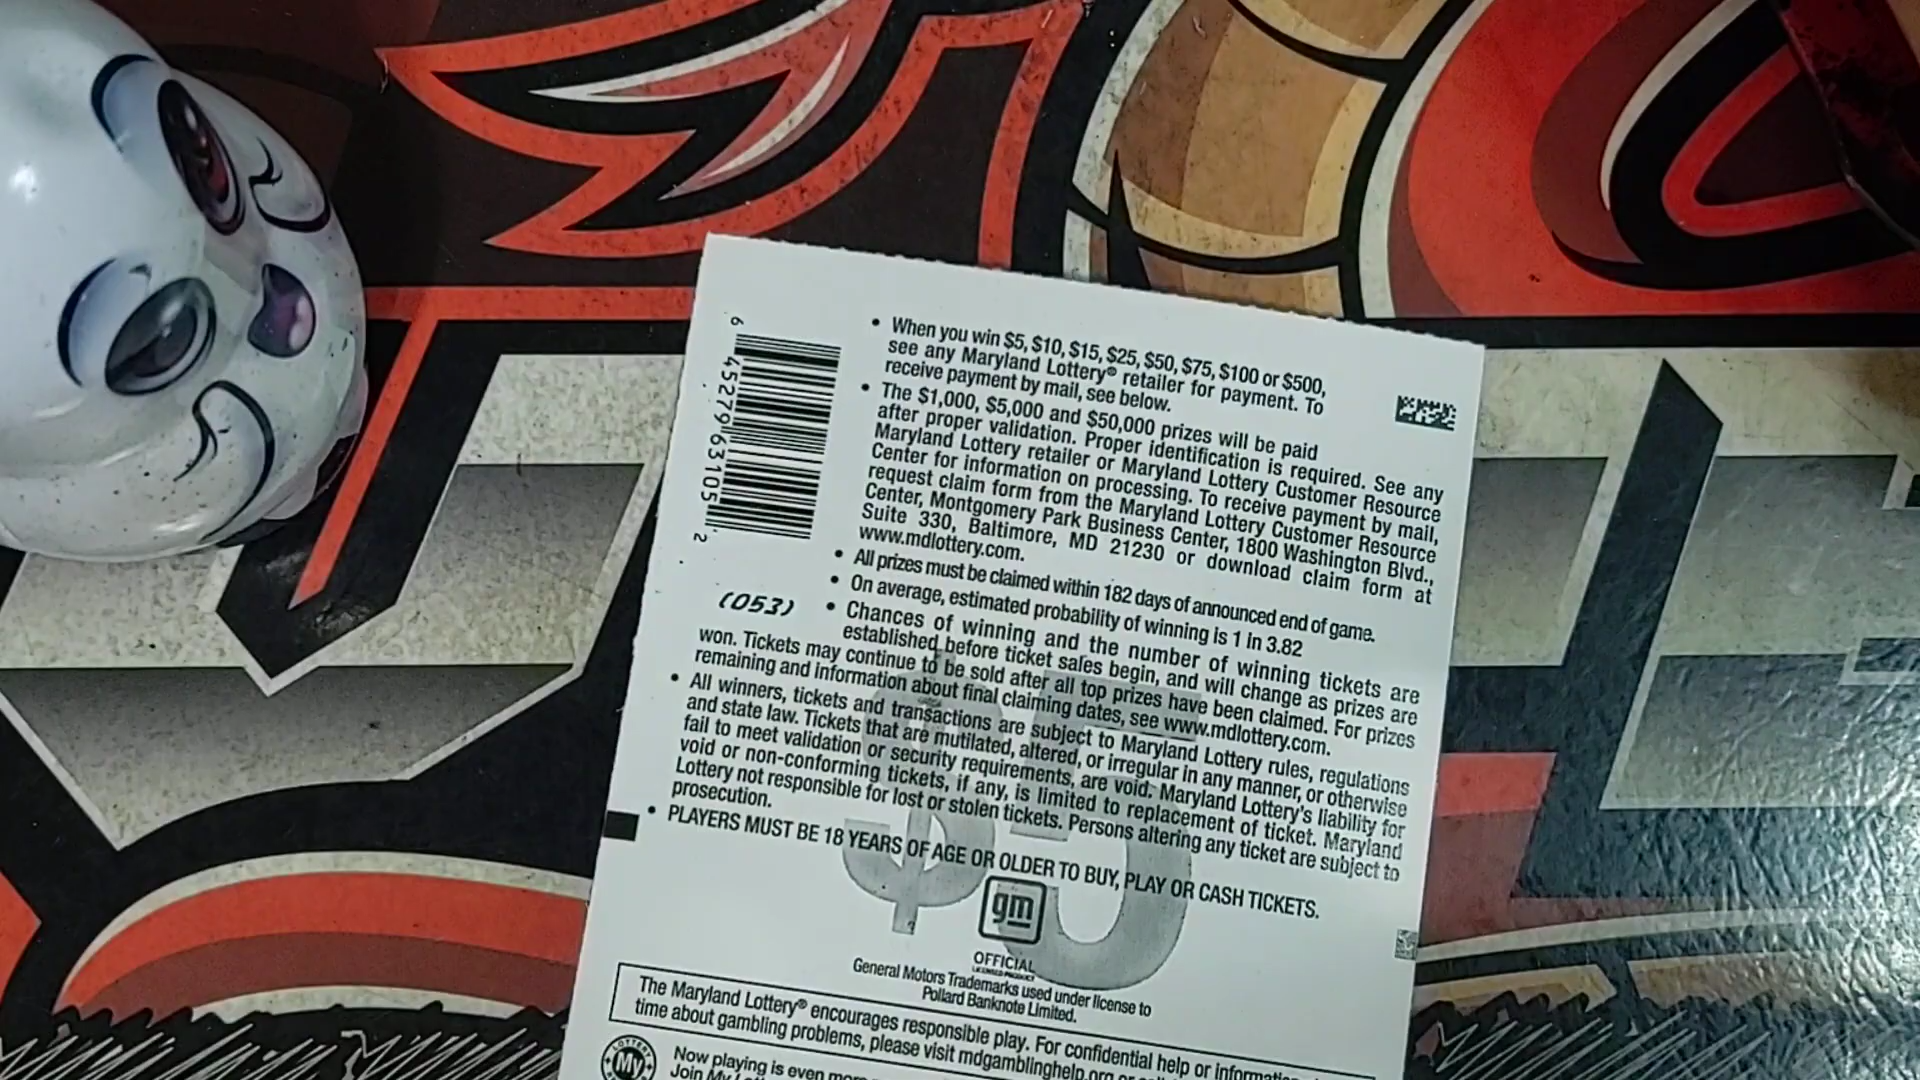 • When you win $5, $10, $15, $25, $50, $75, $100 or $500,
see any Maryland Lottery® retailer for payment. To
receive payment by mail, see below.
• The $1,000, $5,000 and $50,000 prizes will be paid
after proper validation. Proper identification is required. See any
Maryland Lottery retailer or Maryland Lottery Customer Resource
Center for information on processing. To receive payment by mail,
request claim form from the Maryland Lottery Customer Resource
Center, Montgomery Park Business Center, 1800 Washington Blvd.,
Suite 330, Baltimore, MD 21230 or download claim form at
www.mdlottery.com.
• All prizes must be claimed within 182 days of announced end of game.
• On average, estimated probability of winning is 1 in 3.82
• Chances of winning and the number of winning tickets are
established before ticket sales begin, and will change as prizes are
won. Tickets may continue to be sold after all top prizes have been claimed. For prizes
remaining and information about final claiming dates, see www.mdlottery.com.
• All winners, tickets and transactions are subject to Maryland Lottery rules, regulations
and state law. Tickets that are mutilated, altered, or irregular in any manner, or otherwise
fail to meet validation or security requirements, are void. Maryland Lottery's liability for
void or non-conforming tickets, if any, is limited to replacement of ticket. Maryland
Lottery not responsible for lost or stolen tickets. Persons altering any ticket are subject to
prosecution.
• PLAYERS MUST BE 18 YEARS OF AGE OR OLDER TO BUY, PLAY OR CASH TICKETS.
6 45279 63105 2
(053)
$5
gm
OFFICIAL
LICENSED PRODUCT
General Motors Trademarks used under license to
Pollard Banknote Limited.
The Maryland Lottery® encourages responsible play. For confidential help or
time about gambling problems, please visit mdgamblinghelp.org or
LOTTERY
My
Now playing is even more
Join My